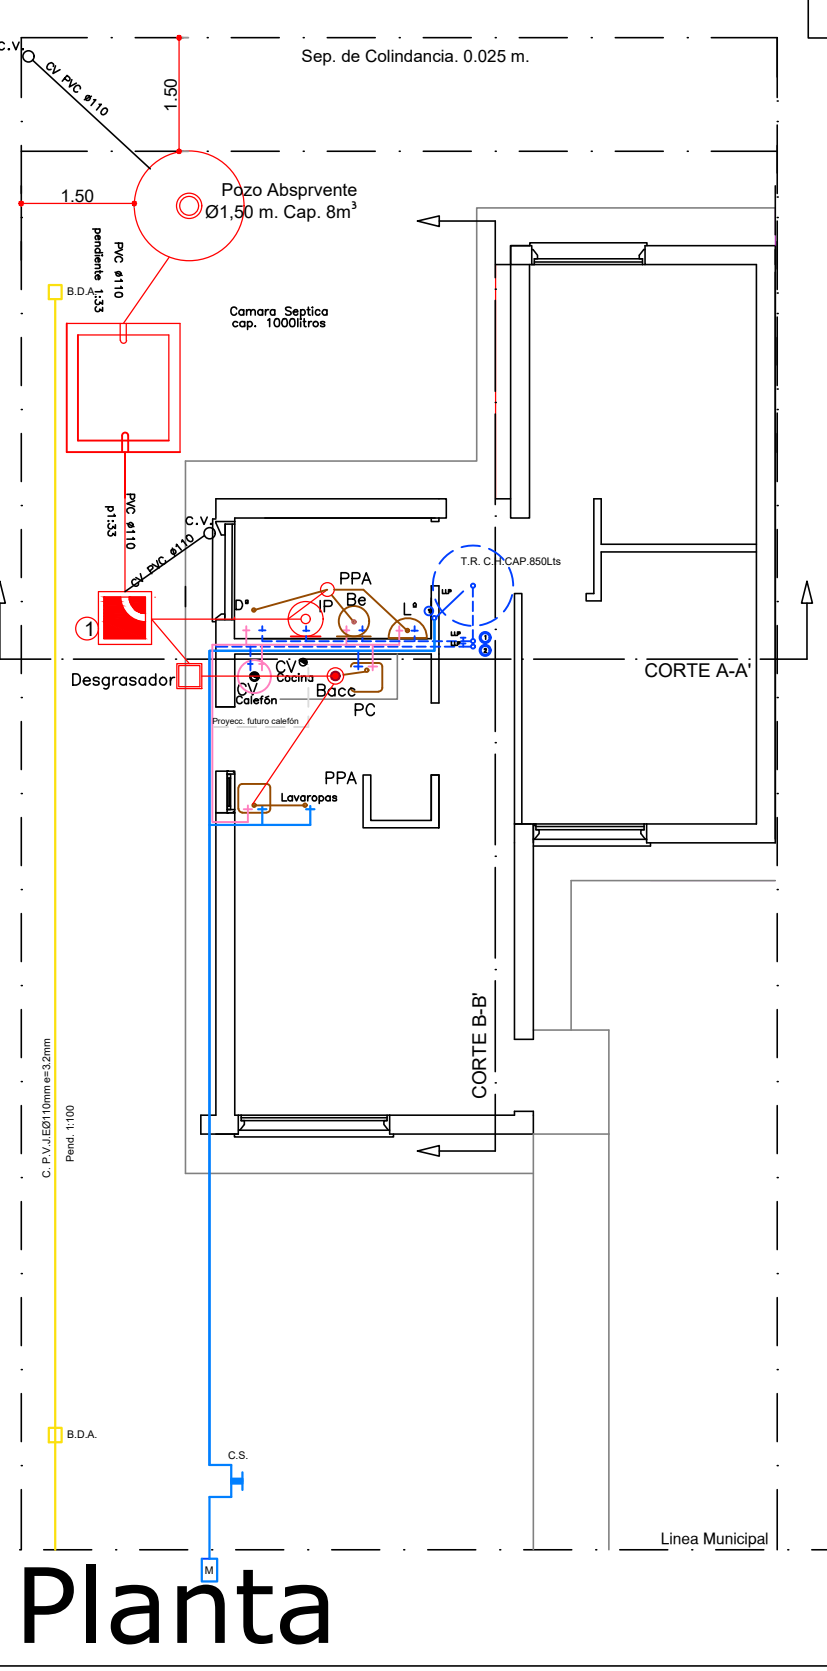 c.v.
CV PVC ø110
Sep. de Colindancia. 0.025 m.
1.50
1.50
Pozo Absprvente
Ø1,50 m. Cap. 8m³
PVC ø110
pendiente 1:33
B.D.A.
Camara Septica
cap. 1000litros
PVC ø110
p1:33
c.v.
CV PVC ø110
T.R. C.H.CAP.850Lts
PPA
D°
IP
Be
L°
1
1
2
CORTE A-A'
Desgrasador
CV
Cocina
CV
Calefón
Bacc
PC
Proyecc. futuro calefón
PPA
Lavaropas
CORTE B-B'
C. P.V.J.EØ110mm e=3.2mm
Pend. 1:100
B.D.A.
C.S.
Linea Municipal
M
Planta